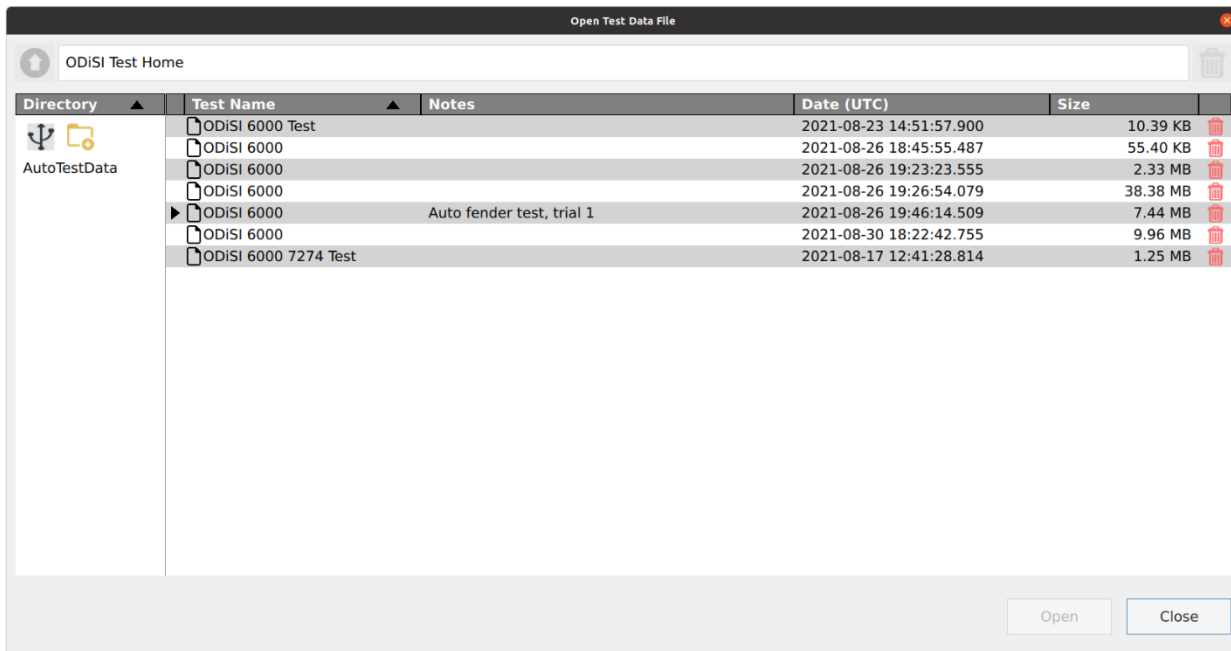 Open Test Data File
ODiSI Test Home
Directory Test Name Notes Date (UTC) Size
ODiSI 6000 Test 2021-08-23 14:51:57.900 10.39 KB
ODiSI 6000 2021-08-26 18:45:55.487 55.40 KB
AutoTestData ODiSI 6000 2021-08-26 19:23:23.555 2.33 MB
ODiSI 6000 2021-08-26 19:26:54.079 38.38 MB
ODiSI 6000 Auto fender test, trial 1 2021-08-26 19:46:14.509 7.44 MB
ODiSI 6000 2021-08-30 18:22:42.755 9.96 MB
ODiSI 6000 7274 Test 2021-08-17 12:41:28.814 1.25 MB
Open Close